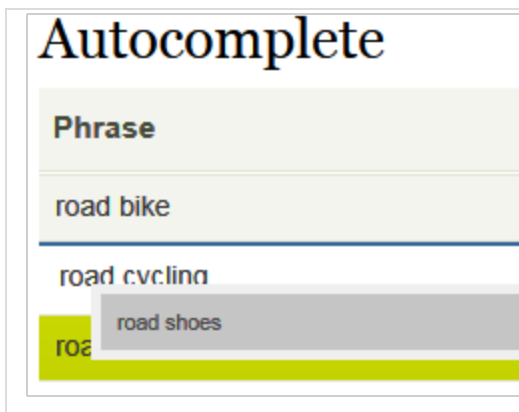 Autocomplete
Phrase
road bike
road cycling
road shoes